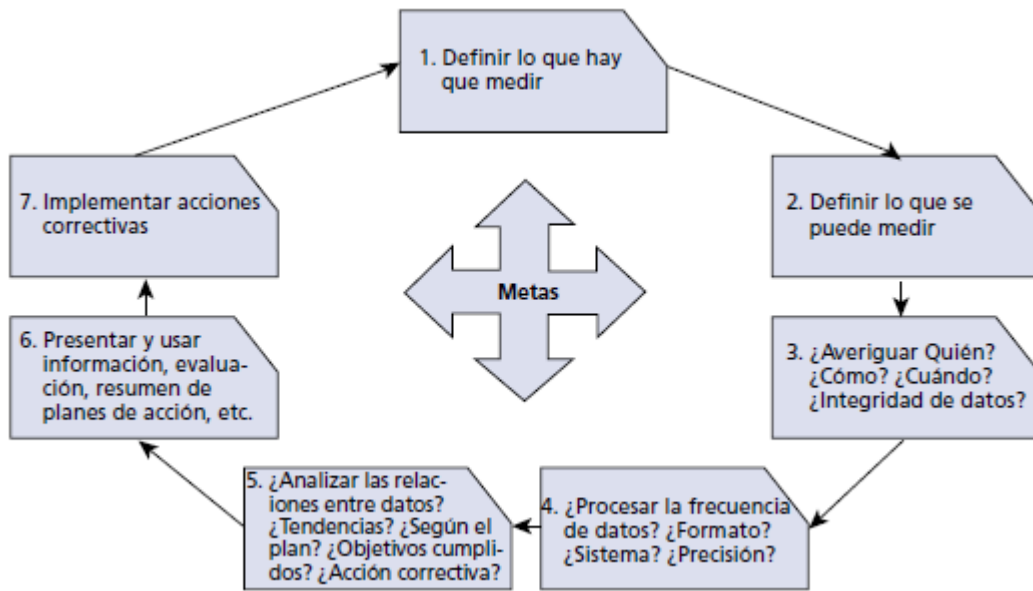 1. Definir lo que hay
que medir
2. Definir lo que se
puede medir
3. ¿Averiguar Quién?
¿Cómo? ¿Cuándo?
¿Integridad de datos?
4. ¿Procesar la frecuencia
de datos? ¿Formato?
¿Sistema? ¿Precisión?
5. ¿Analizar las relac-
ciones entre datos?
¿Tendencias? ¿Según el
plan? ¿Objetivos cumpli-
dos? ¿Acción correctiva?
6. Presentar y usar
información, evalua-
ción, resumen de
planes de acción, etc.
7. Implementar acciones
correctivas
Metas